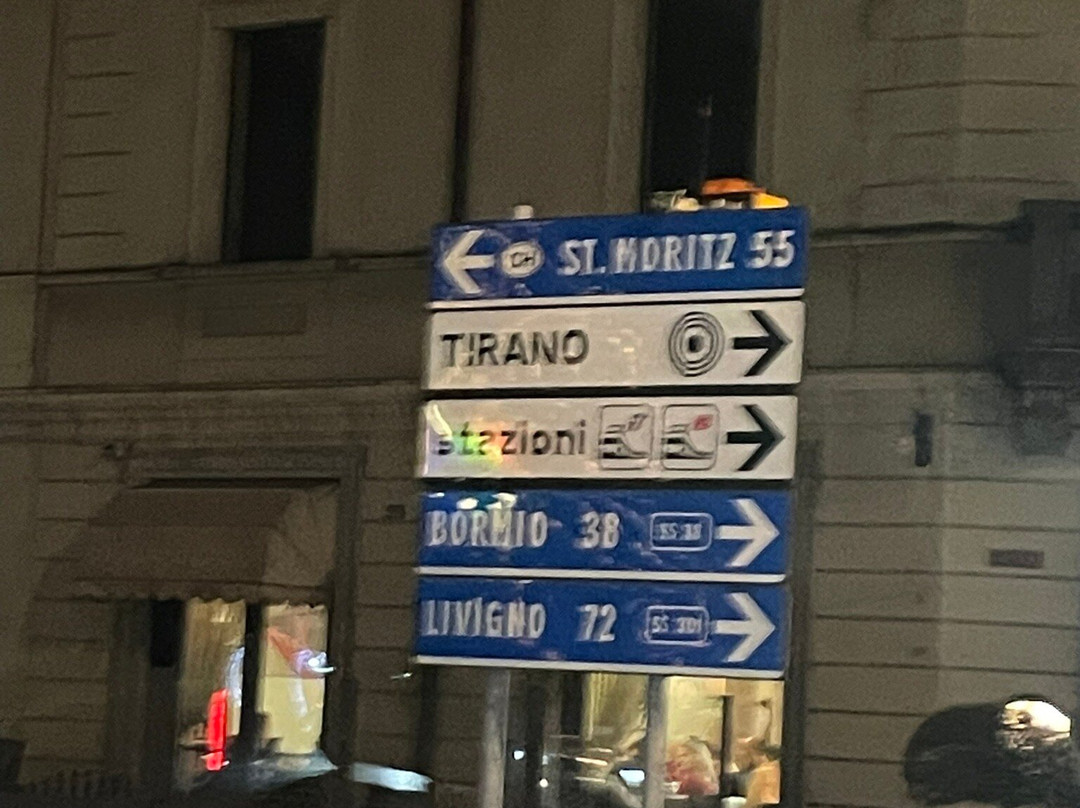 CH ST. MORITZ 55
TIRANO
stazioni
BORMIO 38 SS 38
LIVIGNO 72 SS 301